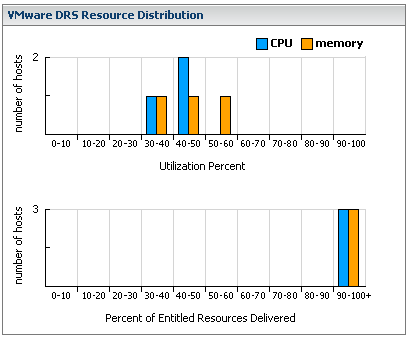 VMware DRS Resource Distribution
CPU memory
number of hosts
2
0-10 10-20 20-30 30-40 40-50 50-60 60-70 70-80 80-90 90-100
Utilization Percent
number of hosts
3
0-10 10-20 20-30 30-40 40-50 50-60 60-70 70-80 80-90 90-100+
Percent of Entitled Resources Delivered